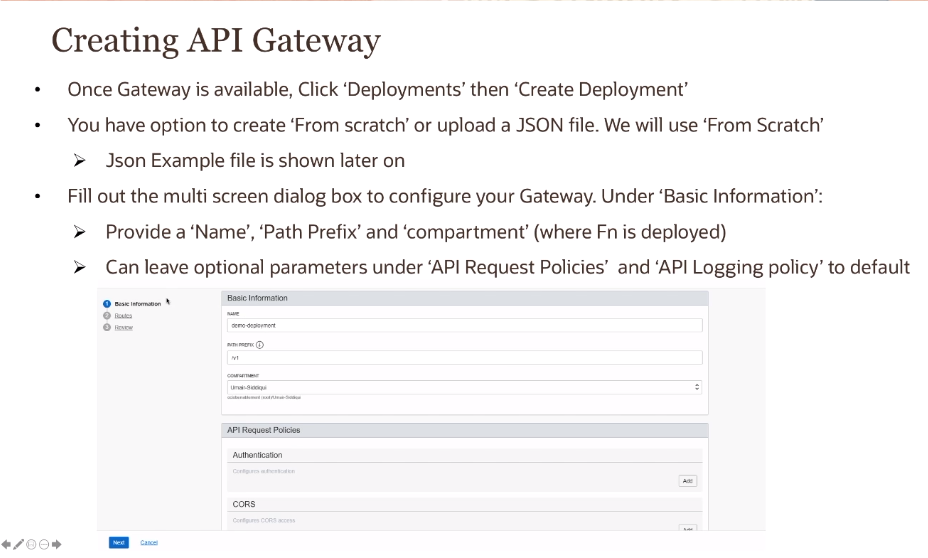 Creating API Gateway
• Once Gateway is available, Click ‘Deployments’ then ‘Create Deployment’
• You have option to create ‘From scratch’ or upload a JSON file. We will use ‘From Scratch’
➢ Json Example file is shown later on
• Fill out the multi screen dialog box to configure your Gateway. Under ‘Basic Information’:
➢ Provide a ‘Name’, ‘Path Prefix’ and ‘compartment’ (where Fn is deployed)
➢ Can leave optional parameters under ‘API Request Policies’ and ‘API Logging policy’ to default
1 Basic Information
2 Routes
3 Review
Basic Information
NAME
demo-deployment
PATH PREFIX i
/v1
COMPARTMENT
Umair-Siddiqui
API Request Policies
Authentication
Configures authentication
Add
CORS
Configures CORS access
Add
Next Cancel